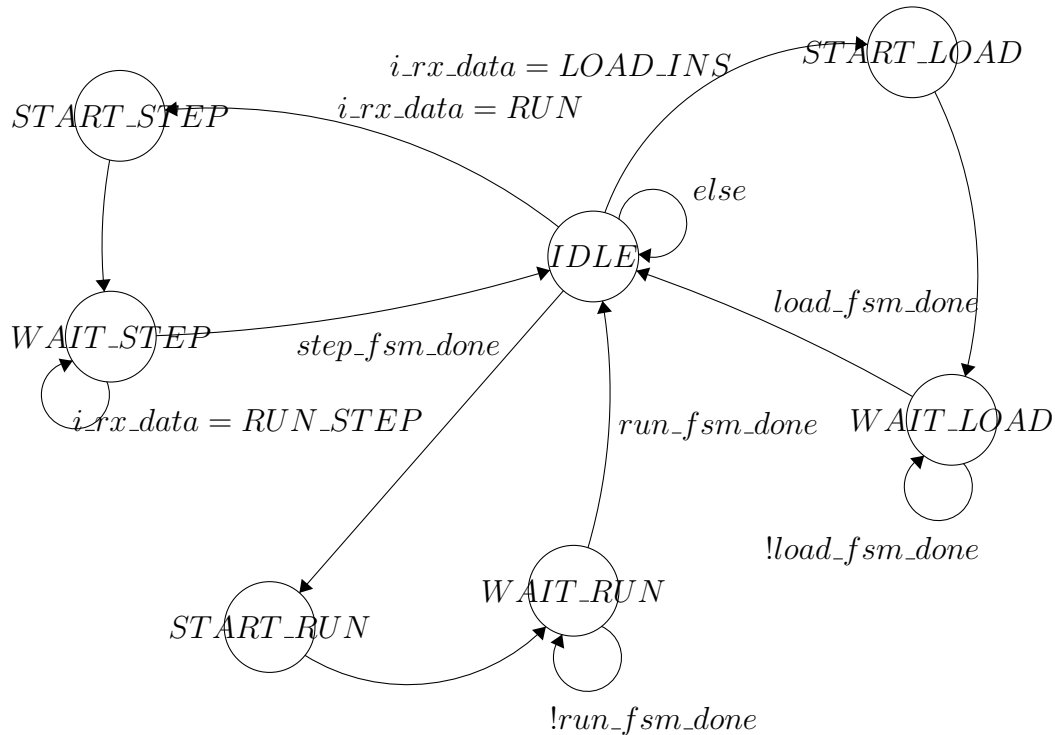 START_LOAD
i_rx_data = LOAD_INS
i_rx_data = RUN
START_STEP
else
IDLE
load_fsm_done
WAIT_STEP
step_fsm_done
i_rx_data = RUN_STEP
run_fsm_done
WAIT_LOAD
!load_fsm_done
WAIT_RUN
START_RUN
!run_fsm_done